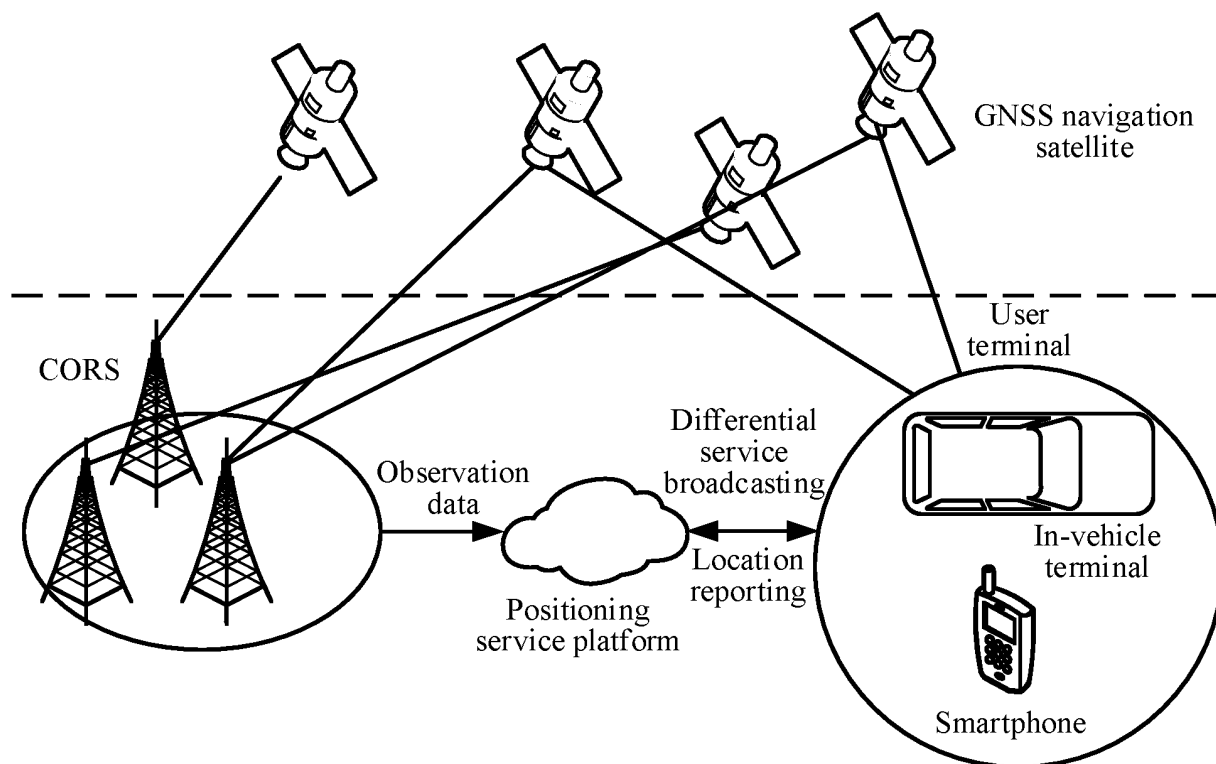 GNSS navigation
satellite
User
terminal
CORS
Observation
data
Differential
service
broadcasting
Positioning
service platform
Location
reporting
In-vehicle
terminal
Smartphone